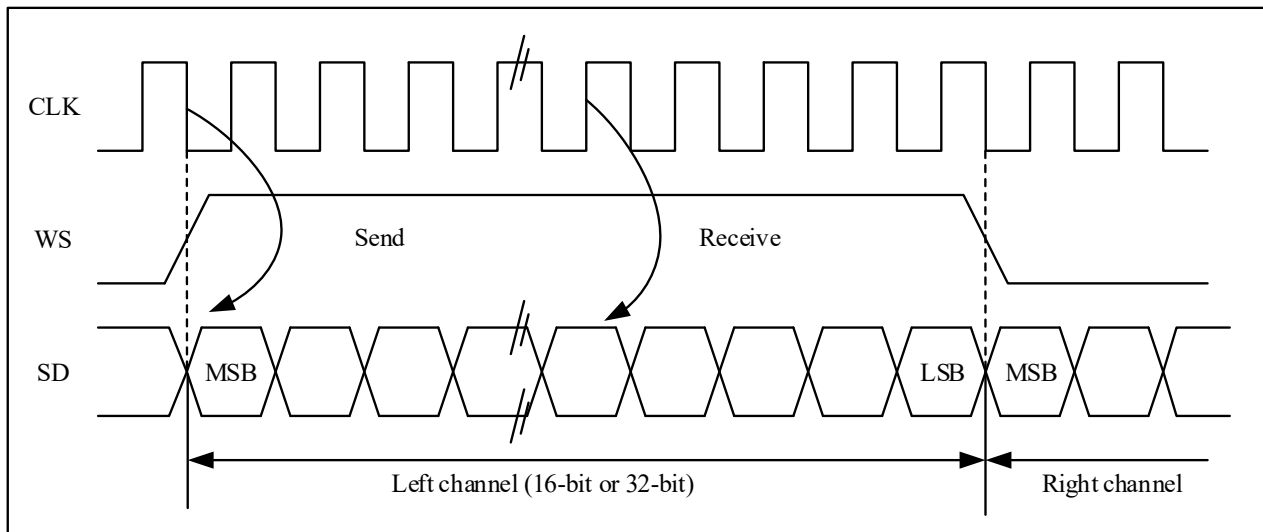 CLK
WS
Send
Receive
SD
MSB
LSB
MSB
Left channel (16-bit or 32-bit)
Right channel